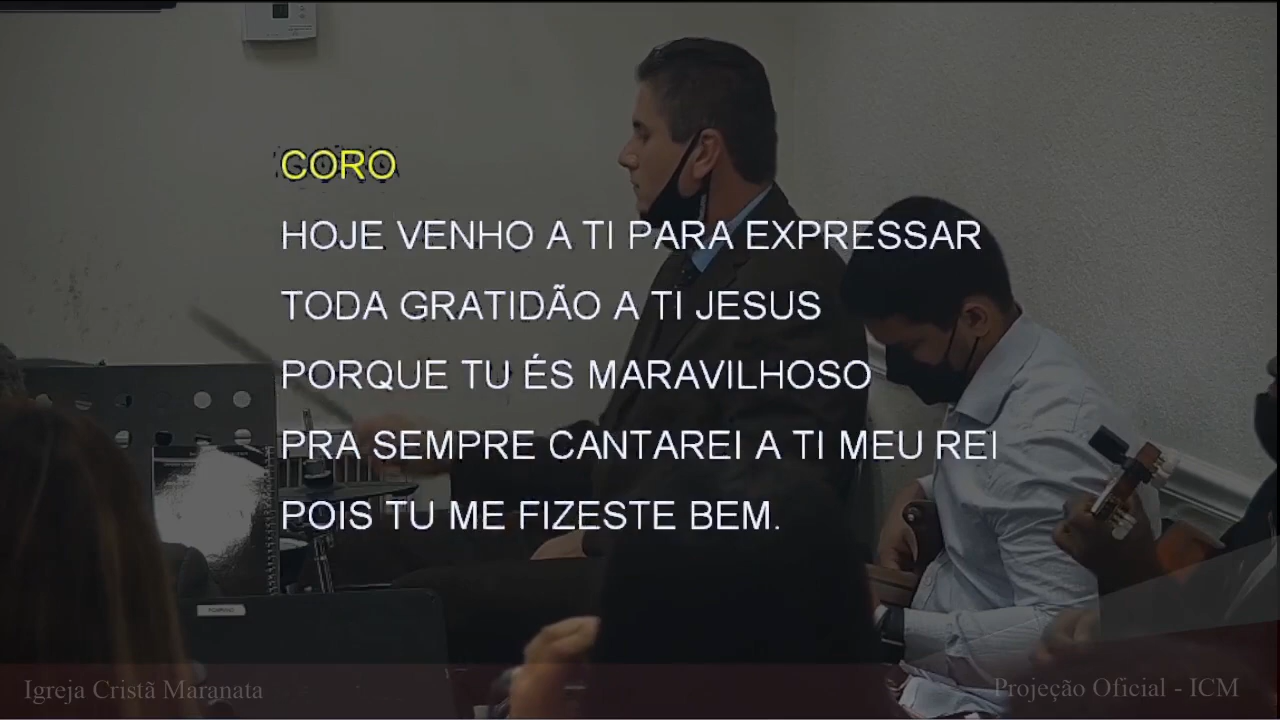 CORO
HOJE VENHO A TI PARA EXPRESSAR
TODA GRATIDÃO A TI JESUS
PORQUE TU ÉS MARAVILHOSO
PRA SEMPRE CANTAREI A TI MEU REI
POIS TU ME FIZESTE BEM.
Igreja Cristã Maranata
Projeção Oficial - ICM